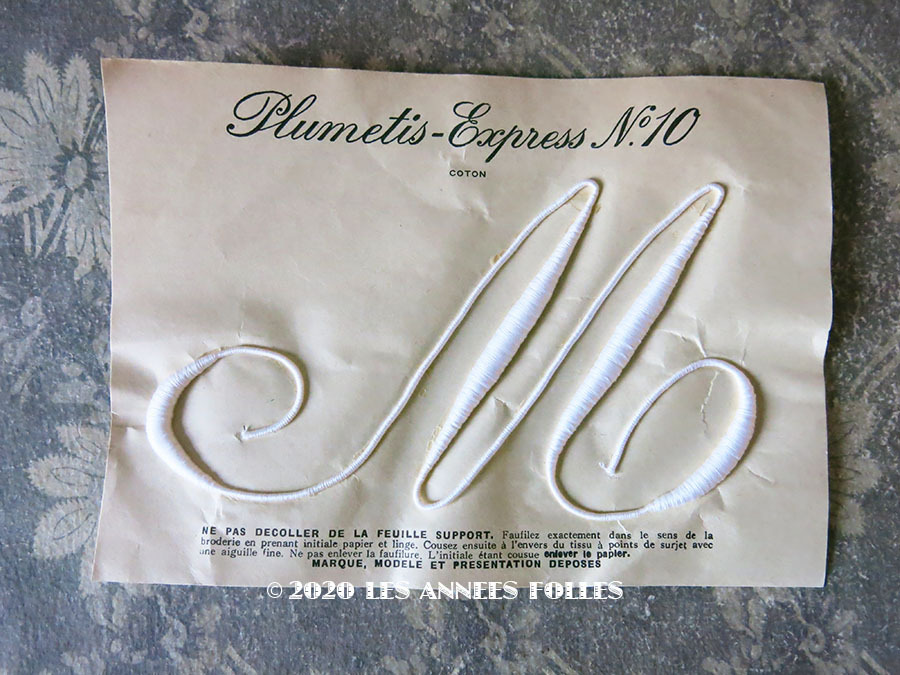 Plumetis-Express Nº10
COTON
M
NE PAS DECOLLER DE LA FEUILLE SUPPORT. Faufilez exactement dans le sens de la
broderie en prenant initiale papier et linge. Cousez ensuite à l'envers du tissu à points de surjet avec
une aiguille fine. Ne pas enlever la faufilure. L'initiale étant cousue enlever le papier.
MARQUE, MODELE ET PRESENTATION DEPOSES
© 2020 LES ANNEES FOLLES